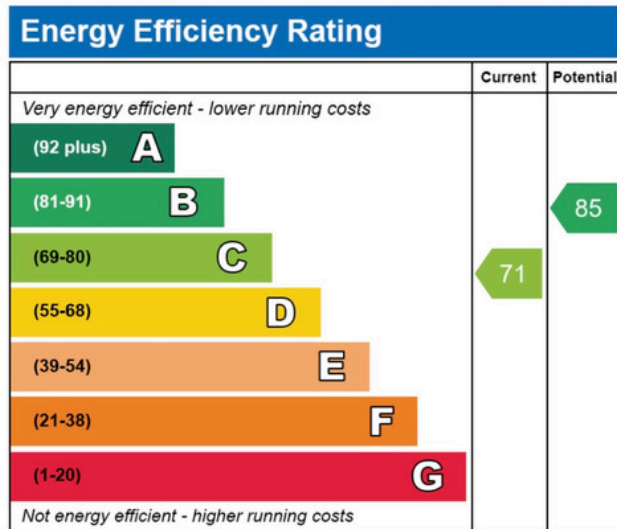 Energy Efficiency Rating
Current Potential
Very energy efficient - lower running costs
(92 plus) A
(81-91) B
85
(69-80) C
71
(55-68) D
(39-54) E
(21-38) F
(1-20) G
Not energy efficient - higher running costs